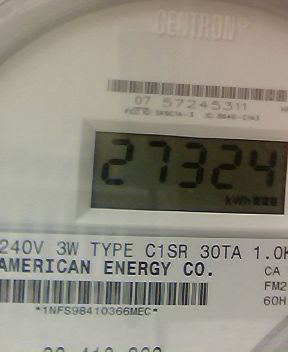 CENTRON®
07 57245311
27324
kWh
240V 3W TYPE C1SR 30TA 1.0K
AMERICAN ENERGY CO.
CA
FM2
60H
*1NFS98410366MEC*